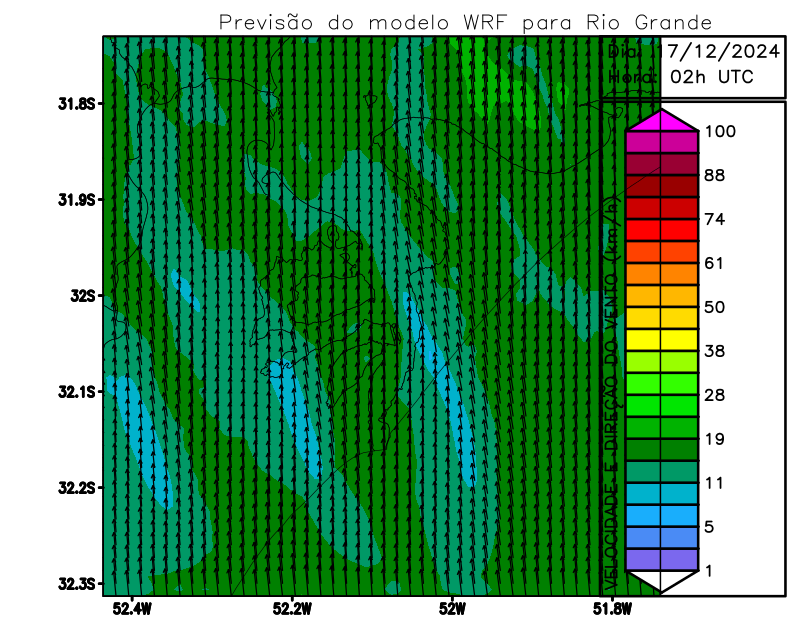 Previsão do modelo WRF para Rio Grande
Dia: 17/12/2024
Hora: 02h UTC
31.8S
31.9S
32S
32.1S
32.2S
32.3S
52.4W
52.2W
52W
51.8W
VELOCIDADE E DIREÇÃO DO VENTO (km/h)
100
88
74
61
50
38
28
19
11
5
1